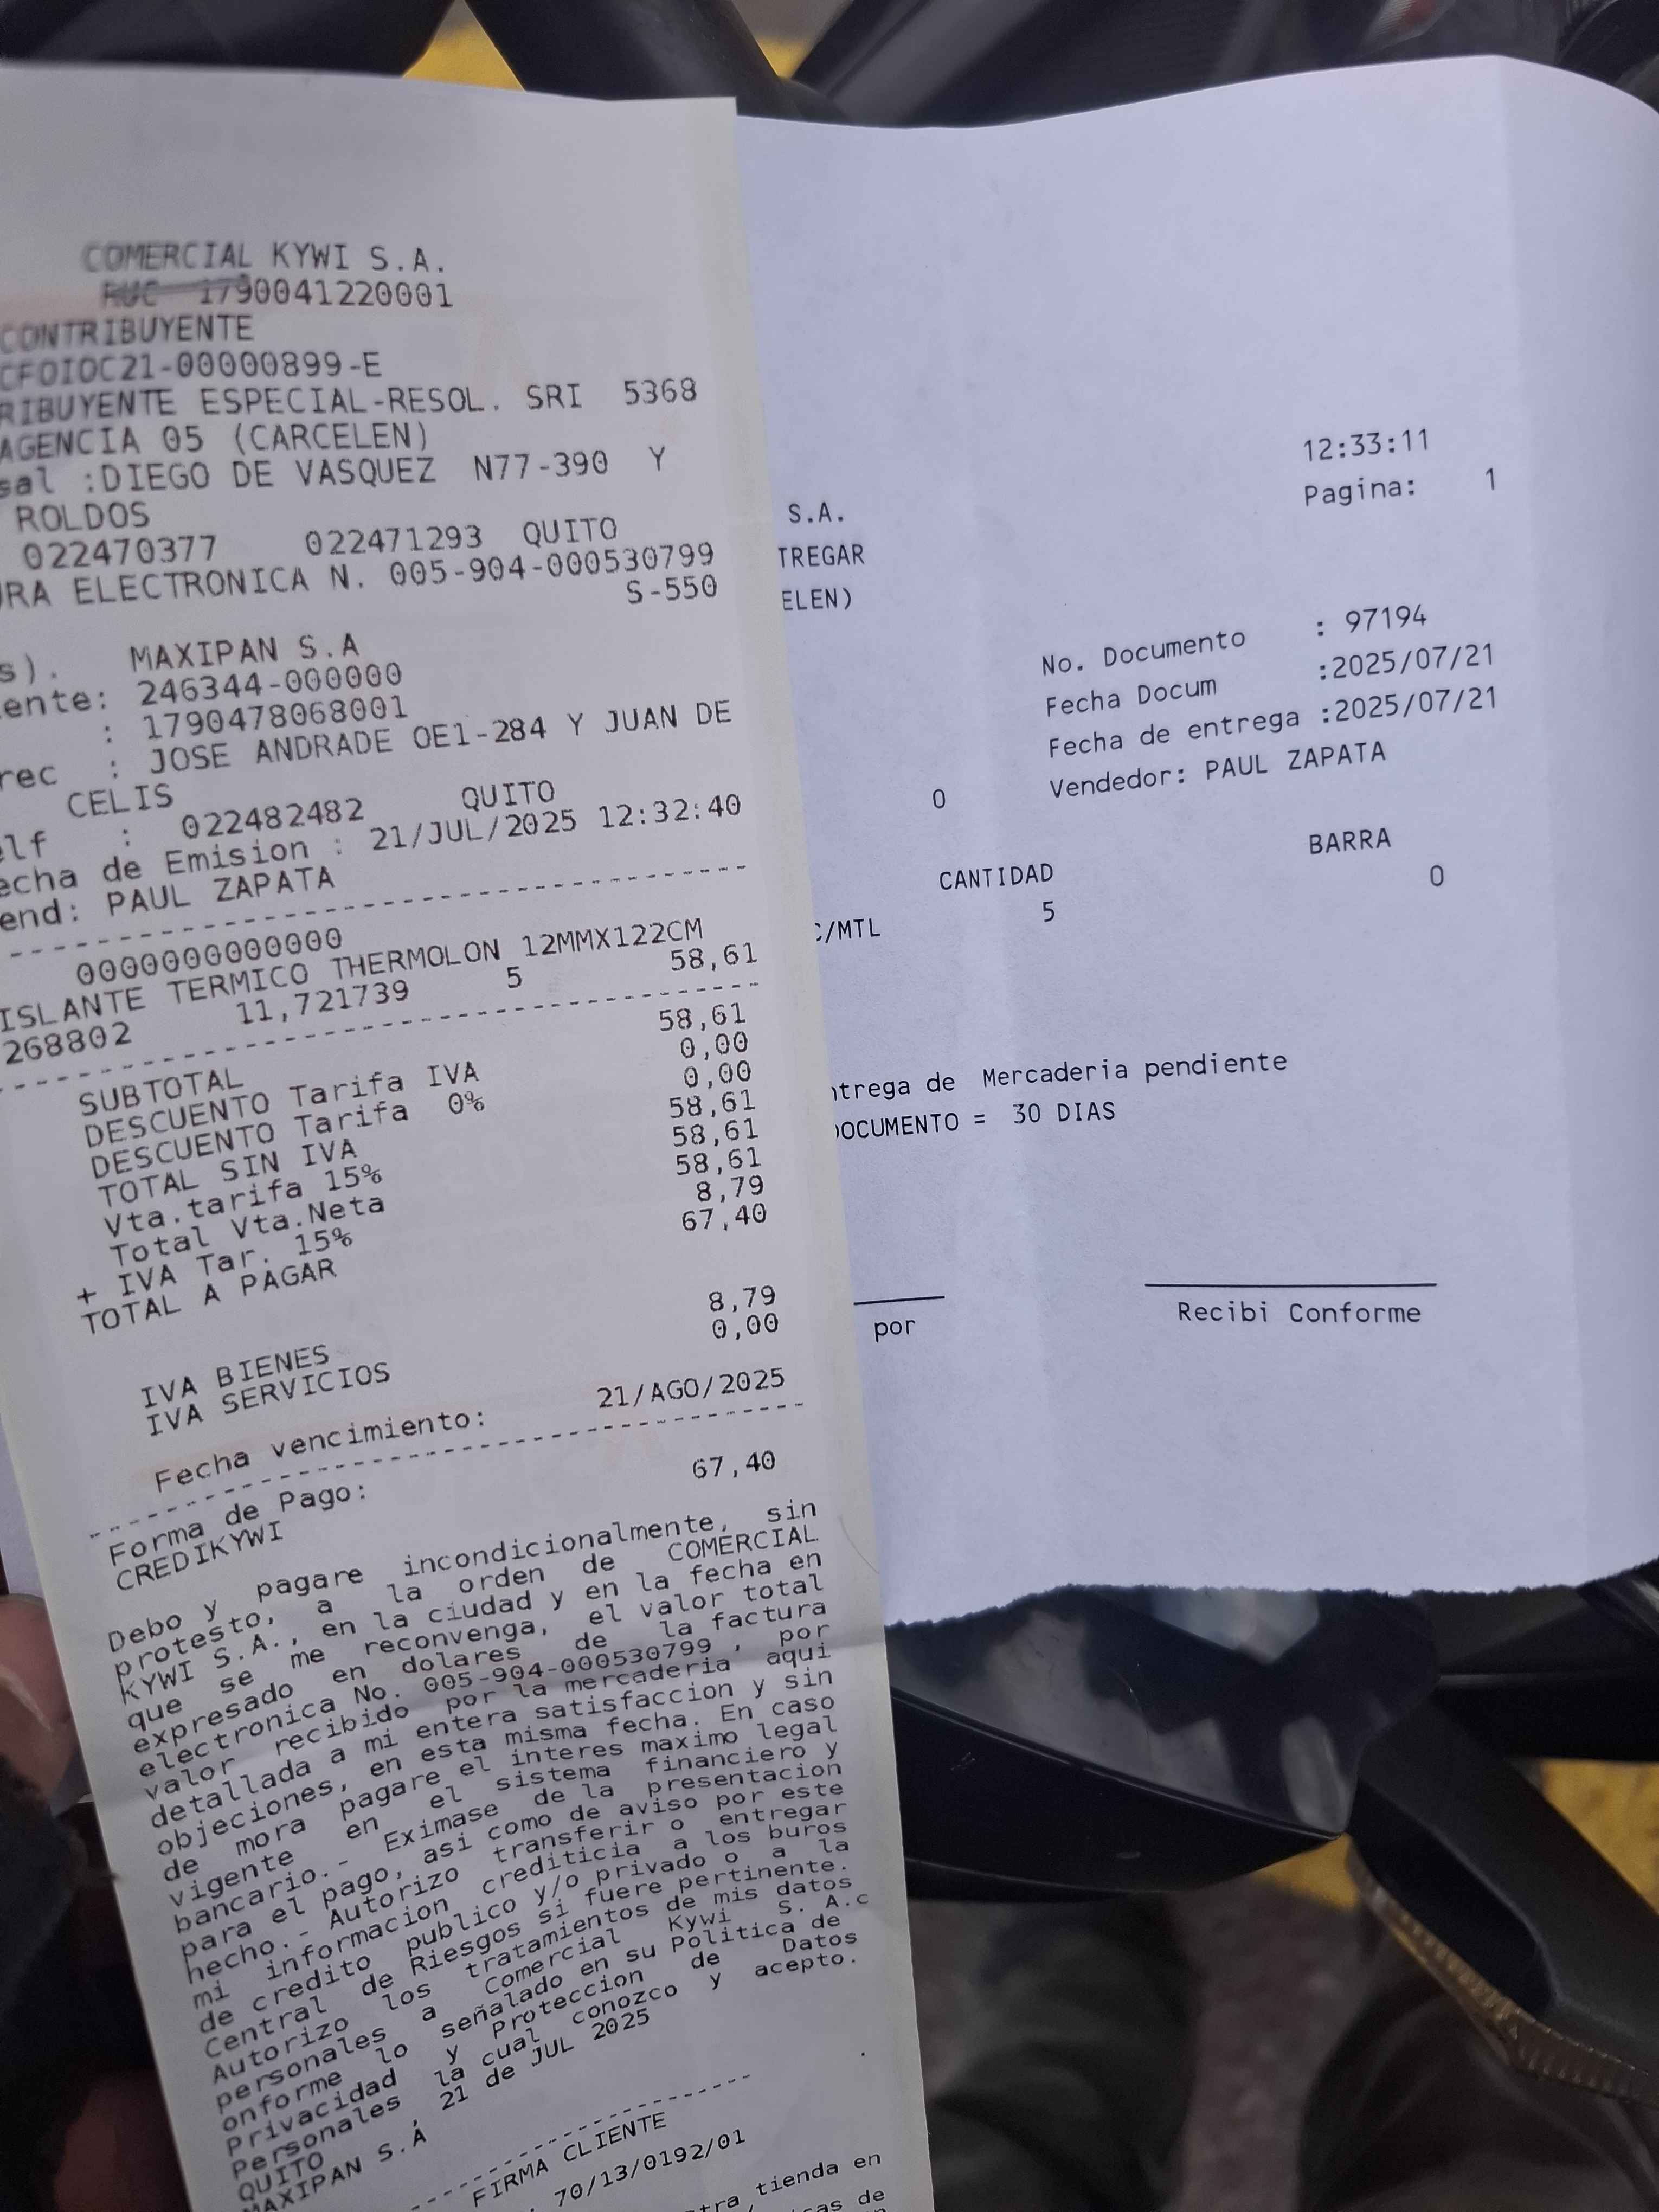 COMERCIAL KYWI S.A.
RUC 1790041220001
CONTRIBUYENTE
CFOIOC21-00000899-E
RIBUYENTE ESPECIAL-RESOL. SRI 5368
AGENCIA 05 (CARCELEN)
sal :DIEGO DE VASQUEZ N77-390 Y
ROLDOS
022470377 022471293 QUITO
URA ELECTRONICA N. 005-904-000530799
S-550
s). MAXIPAN S.A
ente: 246344-000000
: 1790478068001
rec : JOSE ANDRADE OE1-284 Y JUAN DE
CELIS
elf : 022482482 QUITO
echa de Emision : 21/JUL/2025 12:32:40
end: PAUL ZAPATA
000000000000
ISLANTE TERMICO THERMOLON 12MMX122CM
268802 11,721739 5 58,61
SUBTOTAL 58,61
DESCUENTO Tarifa IVA 0,00
DESCUENTO Tarifa 0% 0,00
TOTAL SIN IVA 58,61
Vta.tarifa 15% 58,61
Total Vta.Neta 58,61
+ IVA Tar. 15% 8,79
TOTAL A PAGAR 67,40
IVA BIENES 8,79
IVA SERVICIOS 0,00
Fecha vencimiento: 21/AGO/2025
Forma de Pago:
CREDIKYWI 67,40
Debo y pagare incondicionalmente, sin
protesto, a la orden de COMERCIAL
KYWI S.A., en la ciudad y en la fecha en
que se me reconvenga, el valor total
expresado en dolares de la factura
electronica No. 005-904-000530799 , por
valor recibido por la mercaderia aqui
detallada a mi entera satisfaccion y sin
objeciones, en esta misma fecha. En caso
de mora pagare el interes maximo legal
vigente en el sistema financiero y
bancario.- Eximase de la presentacion
para el pago, asi como de aviso por este
hecho.- Autorizo transferir o entregar
mi informacion crediticia a los buros
de credito publico y/o privado o a la
Central de Riesgos si fuere pertinente.
Autorizo los tratamientos de mis datos
personales a Comercial Kywi S. A.c
onforme lo señalado en su Politica de
Privacidad y Proteccion de Datos
Personales la cual conozco y acepto.
QUITO , 21 de JUL 2025
MAXIPAN S.A
FIRMA CLIENTE
70/13/0192/01
tra tienda en
as de
12:33:11
Pagina: 1
S.A.
TREGAR
ELEN)
No. Documento : 97194
Fecha Docum :2025/07/21
Fecha de entrega :2025/07/21
0 Vendedor: PAUL ZAPATA
CANTIDAD BARRA
C/MTL 5 0
ntrega de Mercaderia pendiente
DOCUMENTO = 30 DIAS
por Recibi Conforme